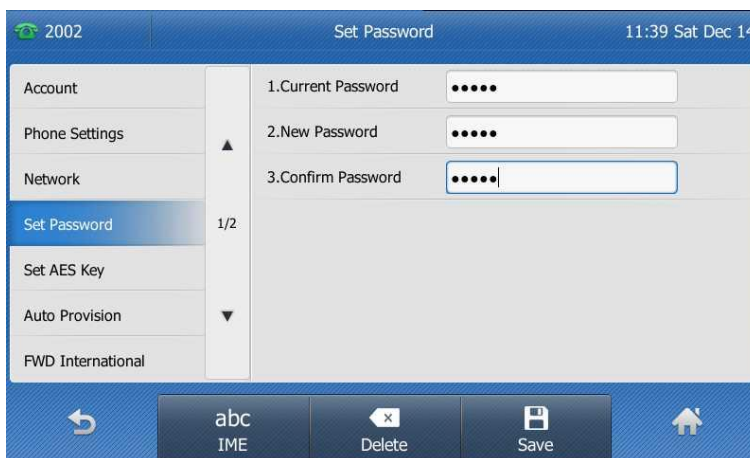 2002 Set Password 11:39 Sat Dec 14
Account
Phone Settings
Network
Set Password
Set AES Key
Auto Provision
FWD International
1/2
1.Current Password •••••
2.New Password •••••
3.Confirm Password •••••
abc
IME
Delete
Save